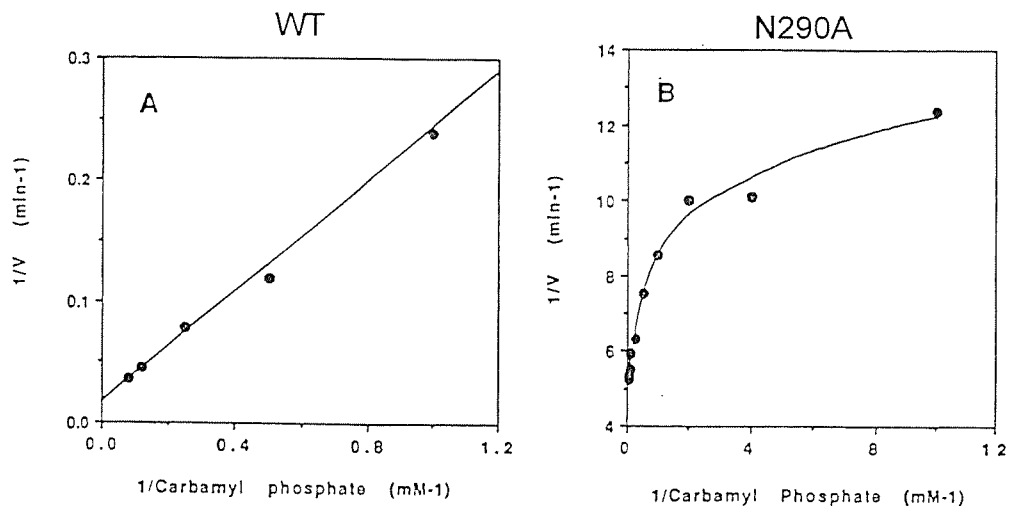 WT
A
0.3
0.2
0.1
0.0
1/V (mln-1)
0.0 0.4 0.8 1.2
1/Carbamyl phosphate (mM-1)
N290A
B
14
12
10
8
6
4
1/V (mln-1)
0 4 8 12
1/Carbamyl Phosphate (mM-1)